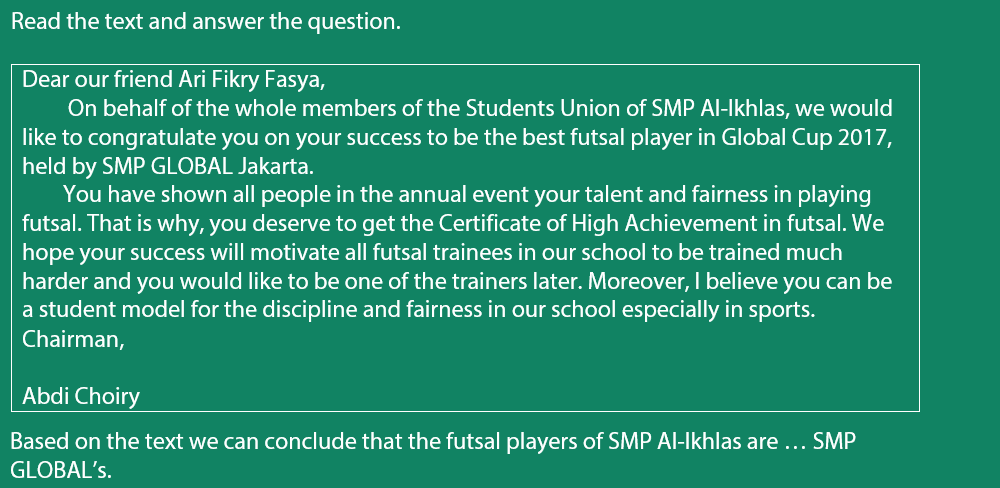 Read the text and answer the question.
Dear our friend Ari Fikry Fasya,
On behalf of the whole members of the Students Union of SMP Al-Ikhlas, we would
like to congratulate you on your success to be the best futsal player in Global Cup 2017,
held by SMP GLOBAL Jakarta.
You have shown all people in the annual event your talent and fairness in playing
futsal. That is why, you deserve to get the Certificate of High Achievement in futsal. We
hope your success will motivate all futsal trainees in our school to be trained much
harder and you would like to be one of the trainers later. Moreover, I believe you can be
a student model for the discipline and fairness in our school especially in sports.
Chairman,
Abdi Choiry
Based on the text we can conclude that the futsal players of SMP Al-Ikhlas are … SMP
GLOBAL’s.